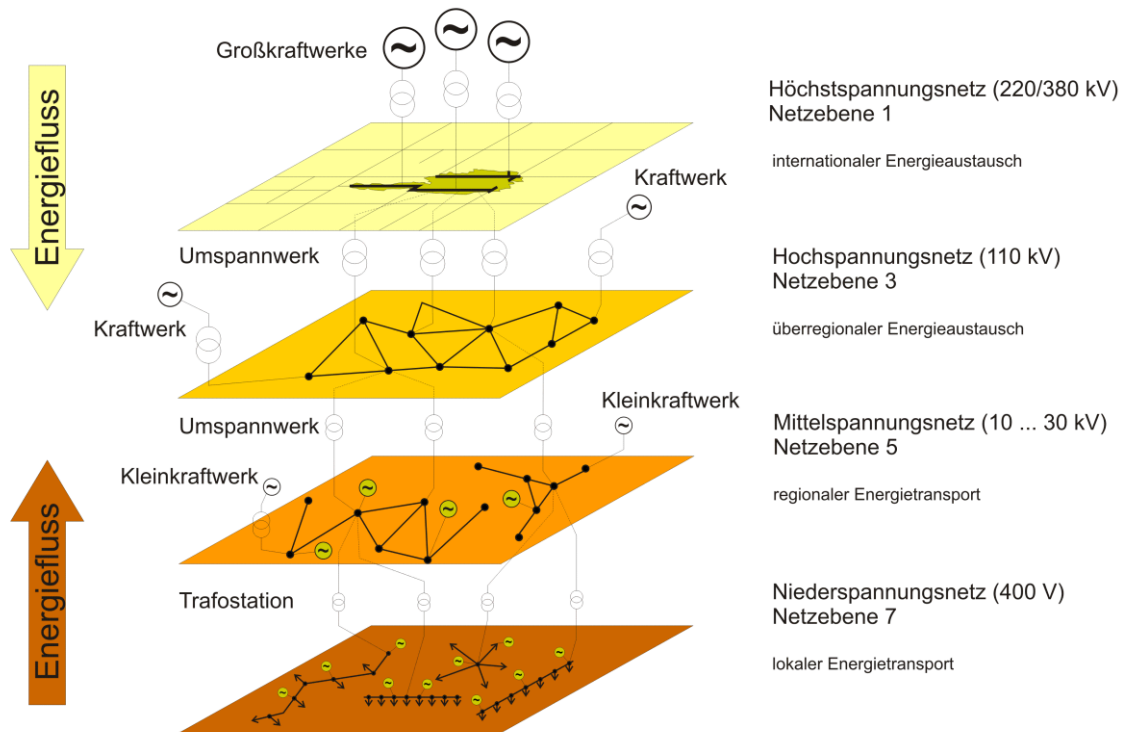 Großkraftwerke
Energiefluss
Höchstspannungsnetz (220/380 kV)
Netzebene 1
internationaler Energieaustausch
Kraftwerk
Umspannwerk
Hochspannungsnetz (110 kV)
Netzebene 3
Kraftwerk
überregionaler Energieaustausch
Kleinkraftwerk
Umspannwerk
Mittelspannungsnetz (10 ... 30 kV)
Netzebene 5
Kleinkraftwerk
regionaler Energietransport
Energiefluss
Trafostation
Niederspannungsnetz (400 V)
Netzebene 7
lokaler Energietransport